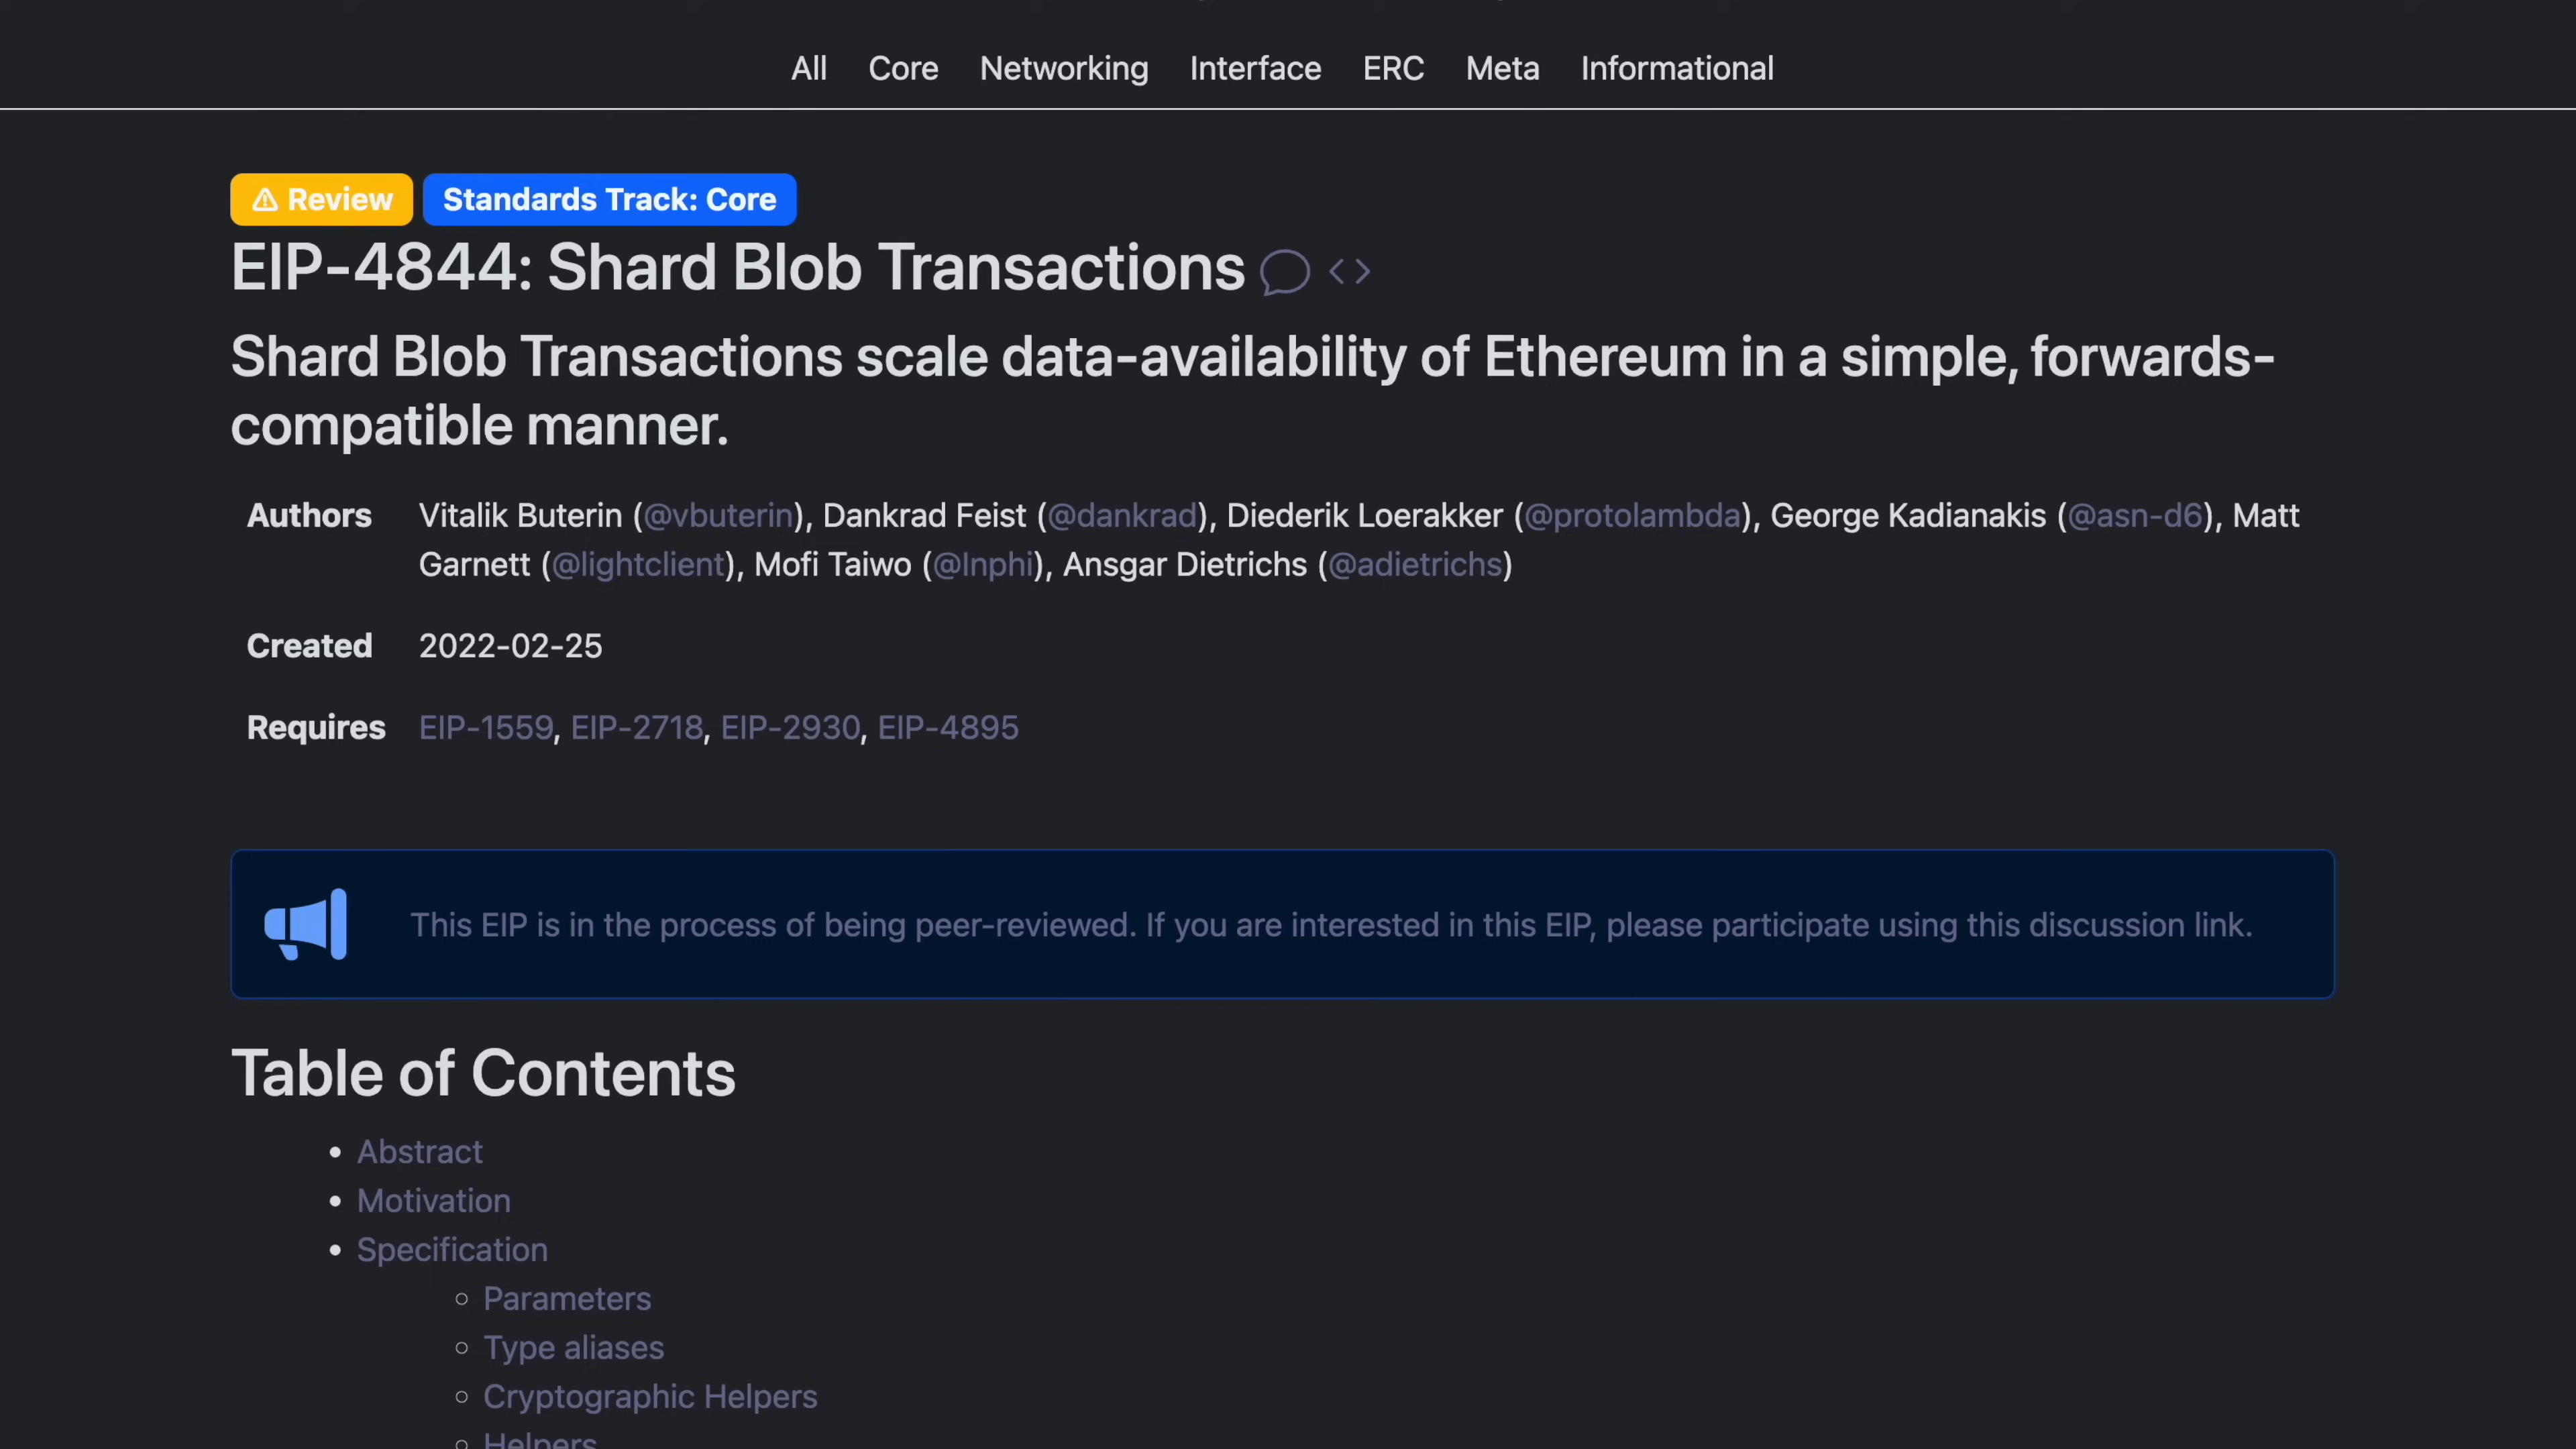 All Core Networking Interface ERC Meta Informational
Review Standards Track: Core
EIP-4844: Shard Blob Transactions
Shard Blob Transactions scale data-availability of Ethereum in a simple, forwards-
compatible manner.
Authors Vitalik Buterin (@vbuterin), Dankrad Feist (@dankrad), Diederik Loerakker (@protolambda), George Kadianakis (@asn-d6), Matt
Garnett (@lightclient), Mofi Taiwo (@Inphi), Ansgar Dietrichs (@adietrichs)
Created 2022-02-25
Requires EIP-1559, EIP-2718, EIP-2930, EIP-4895
This EIP is in the process of being peer-reviewed. If you are interested in this EIP, please participate using this discussion link.
Table of Contents
• Abstract
• Motivation
• Specification
◦ Parameters
◦ Type aliases
◦ Cryptographic Helpers
◦ Helpers